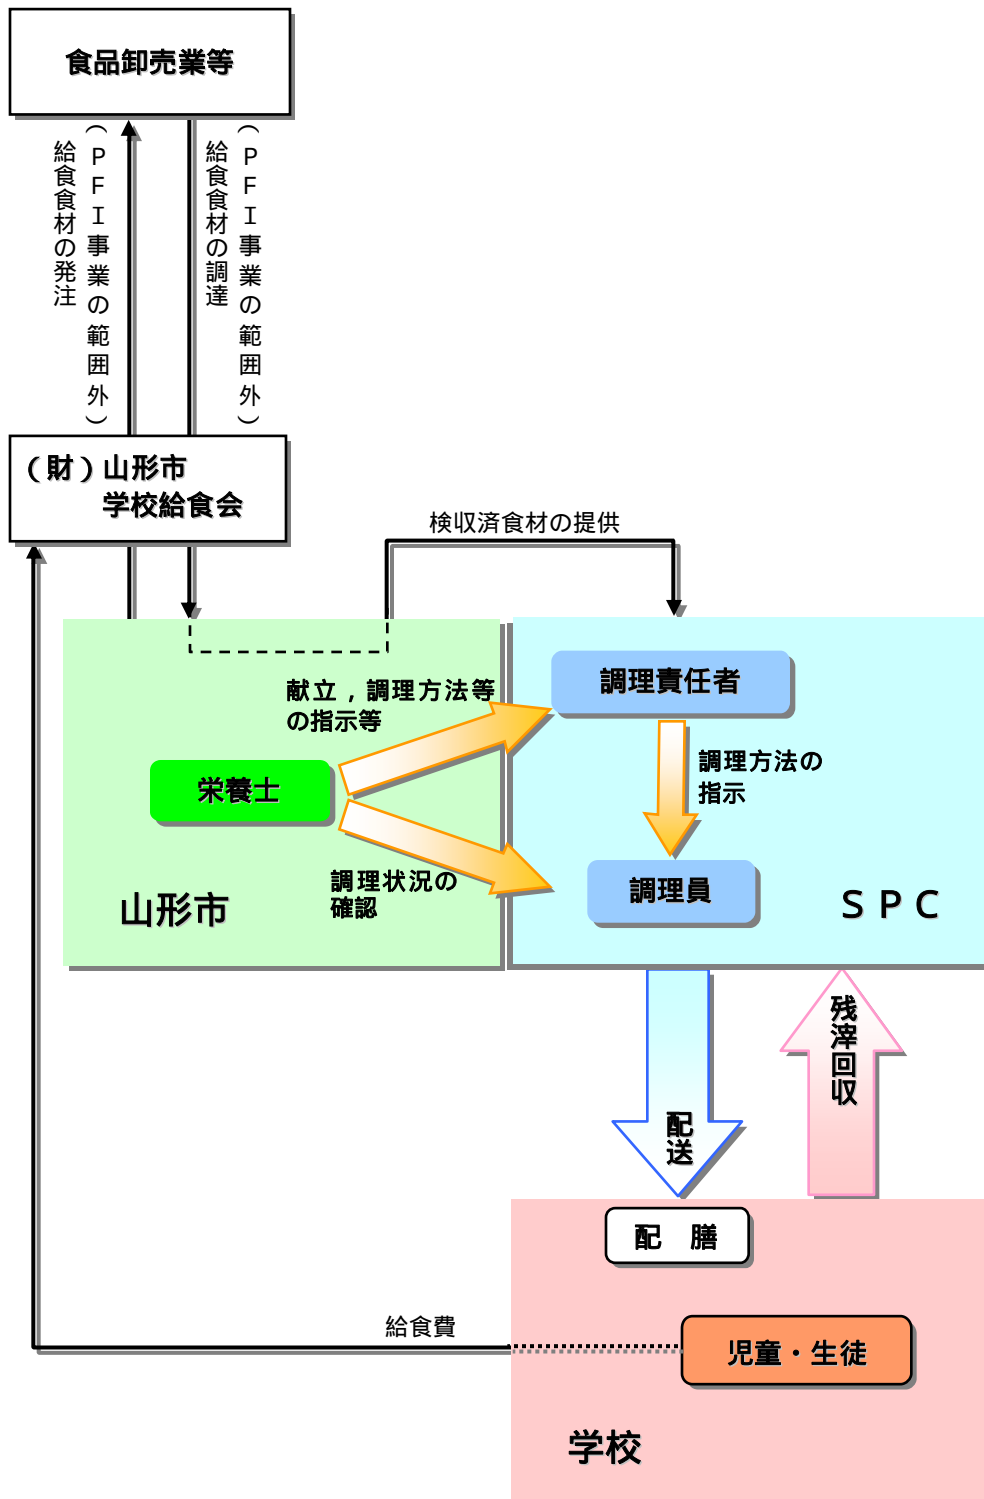 食品卸売業等
給食食材の発注
（ＰＦＩ事業の範囲外）
給食食材の調達
（ＰＦＩ事業の範囲外）
（財）山形市
学校給食会
検収済食材の提供
献立，調理方法等
の指示等
調理責任者
調理方法の
指示
栄養士
調理状況の
確認
調理員
山形市
ＳＰＣ
残滓回収
配送
配　膳
給食費
児童・生徒
学校